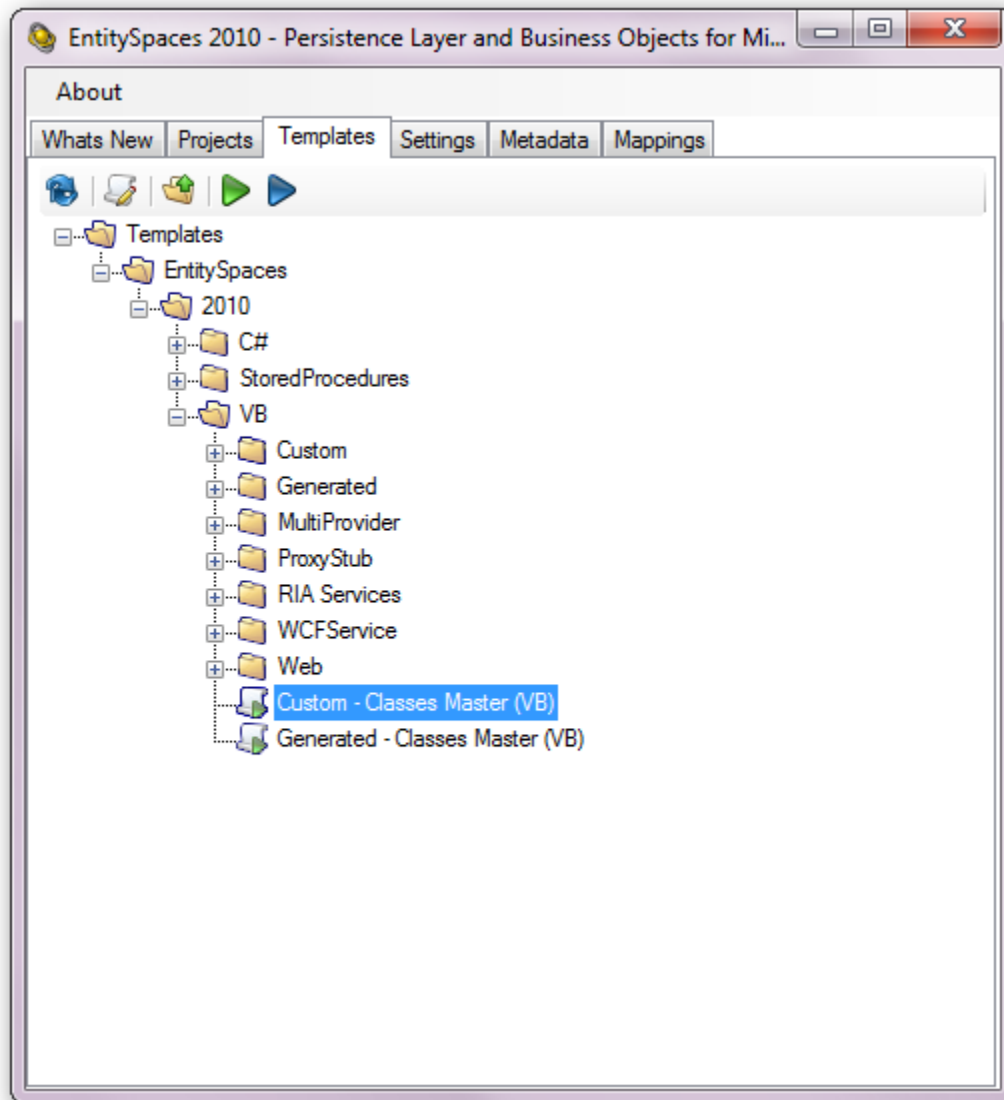 EntitySpaces 2010 - Persistence Layer and Business Objects for Mi...
About
Whats New Projects Templates Settings Metadata Mappings
Templates
EntitySpaces
2010
C#
StoredProcedures
VB
Custom
Generated
MultiProvider
ProxyStub
RIA Services
WCFService
Web
Custom - Classes Master (VB)
Generated - Classes Master (VB)